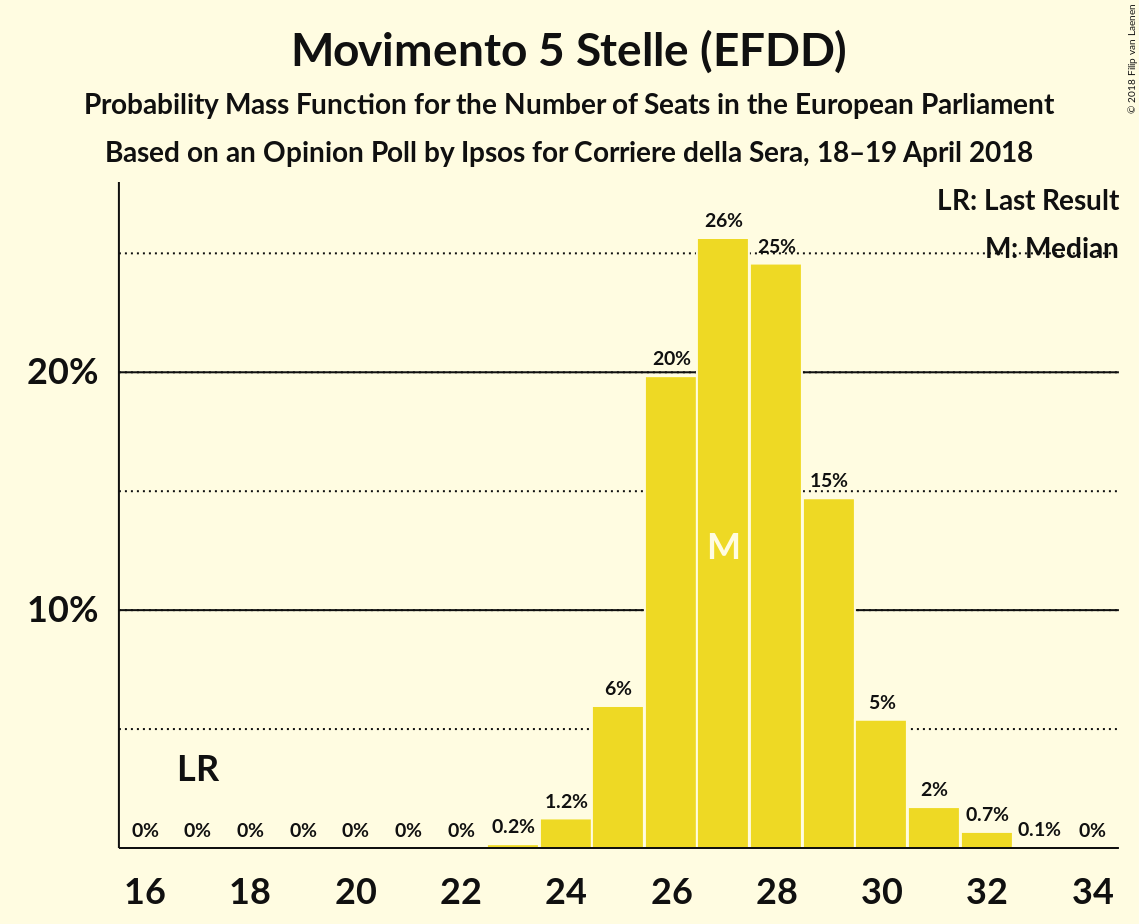 Movimento 5 Stelle (EFDD)
Probability Mass Function for the Number of Seats in the European Parliament
Based on an Opinion Poll by Ipsos for Corriere della Sera, 18–19 April 2018
© 2018 Filip van Laenen
LR: Last Result
M: Median
26%
25%
20%
20%
15%
M
10%
6%
5%
LR
2%
1.2%
0.7%
0% 0% 0% 0% 0% 0% 0% 0.2% 0.1% 0%
16 18 20 22 24 26 28 30 32 34